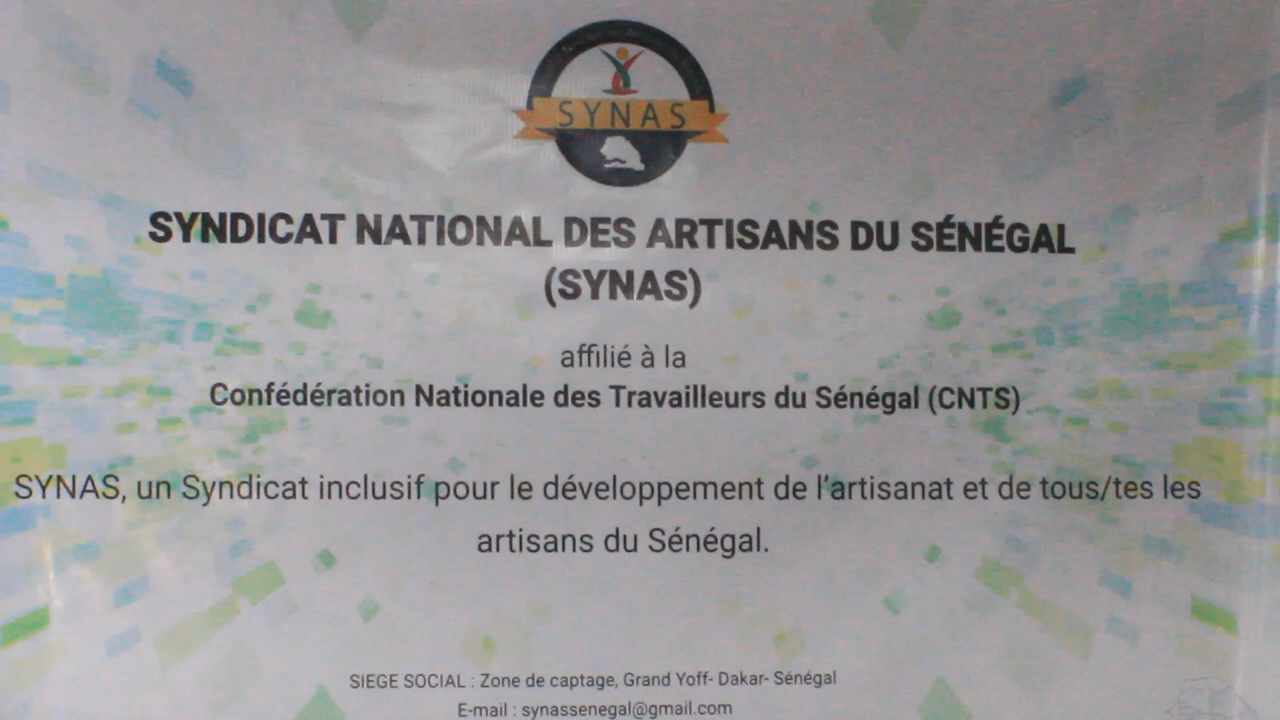 SYNAS
SYNDICAT NATIONAL DES ARTISANS DU SÉNÉGAL
(SYNAS)
affilié à la
Confédération Nationale des Travailleurs du Sénégal (CNTS)
SYNAS, un Syndicat inclusif pour le développement de l'artisanat et de tous/tes les
artisans du Sénégal.
SIEGE SOCIAL : Zone de captage, Grand Yoff- Dakar- Sénégal
E-mail : synassenegal@gmail.com